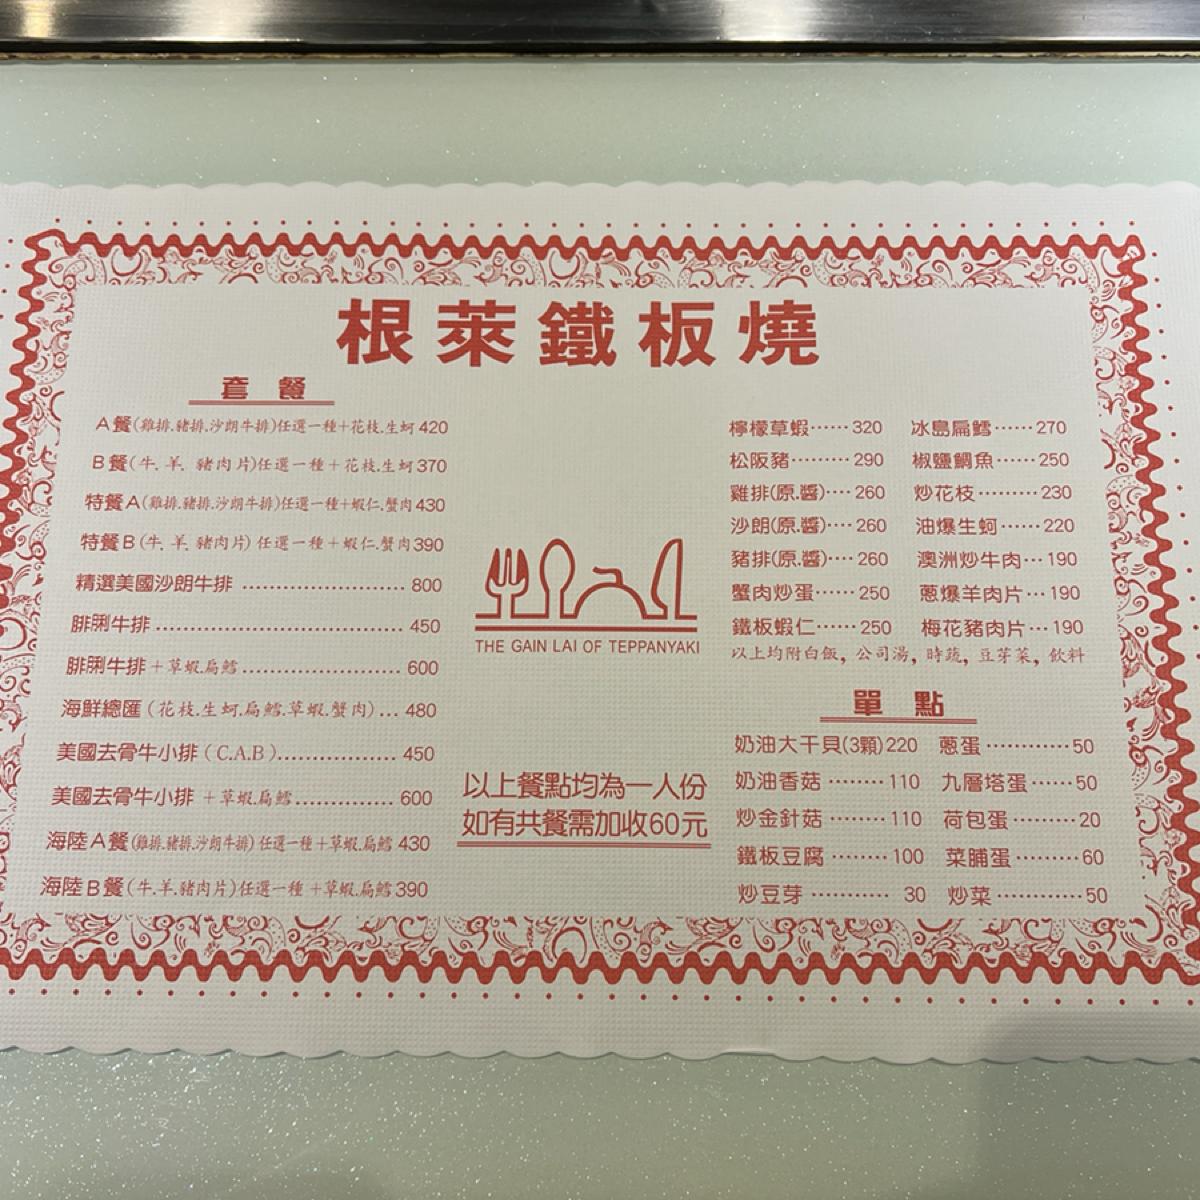 根萊鐵板燒
套餐
A餐(雞排.豬排.沙朗牛排)任選一種+花枝.生蚵 420
B餐(牛.羊.豬肉片)任選一種+花枝.生蚵 370
特餐A(雞排.豬排.沙朗牛排)任選一種+蝦仁.蟹肉 430
特餐B(牛.羊.豬肉片)任選一種+蝦仁.蟹肉 390
精選美國沙朗牛排 ........................ 800
腓脷牛排 .................................... 450
腓脷牛排+草蝦.扁鱈 ......................... 600
海鮮總匯(花枝.生蚵.扁鱈.草蝦.蟹肉)... 480
美國去骨牛小排(C.A.B)..................... 450
美國去骨牛小排 +草蝦.扁鱈.............. 600
海陸A餐(雞排.豬排.沙朗牛排)任選一種+草蝦.扁鱈 430
海陸B餐(牛.羊.豬肉片)任選一種+草蝦.扁鱈 390
THE GAIN LAI OF TEPPANYAKI
以上餐點均為一人份
如有共餐需加收60元
檸檬草蝦······320 冰島扁鱈······270
松阪豬·········290 椒鹽鯛魚······250
雞排(原.醬)····260 炒花枝·········230
沙朗(原.醬)····260 油爆生蚵······220
豬排(原.醬)····260 澳洲炒牛肉···190
蟹肉炒蛋······250 蔥爆羊肉片···190
鐵板蝦仁······250 梅花豬肉片···190
以上均附白飯,公司湯,時蔬,豆芽菜,飲料
單點
奶油大干貝(3顆)220 蔥蛋············50
奶油香菇········110 九層塔蛋······50
炒金針菇········110 荷包蛋·········20
鐵板豆腐········100 菜脯蛋·········60
炒豆芽··········30 炒菜············50